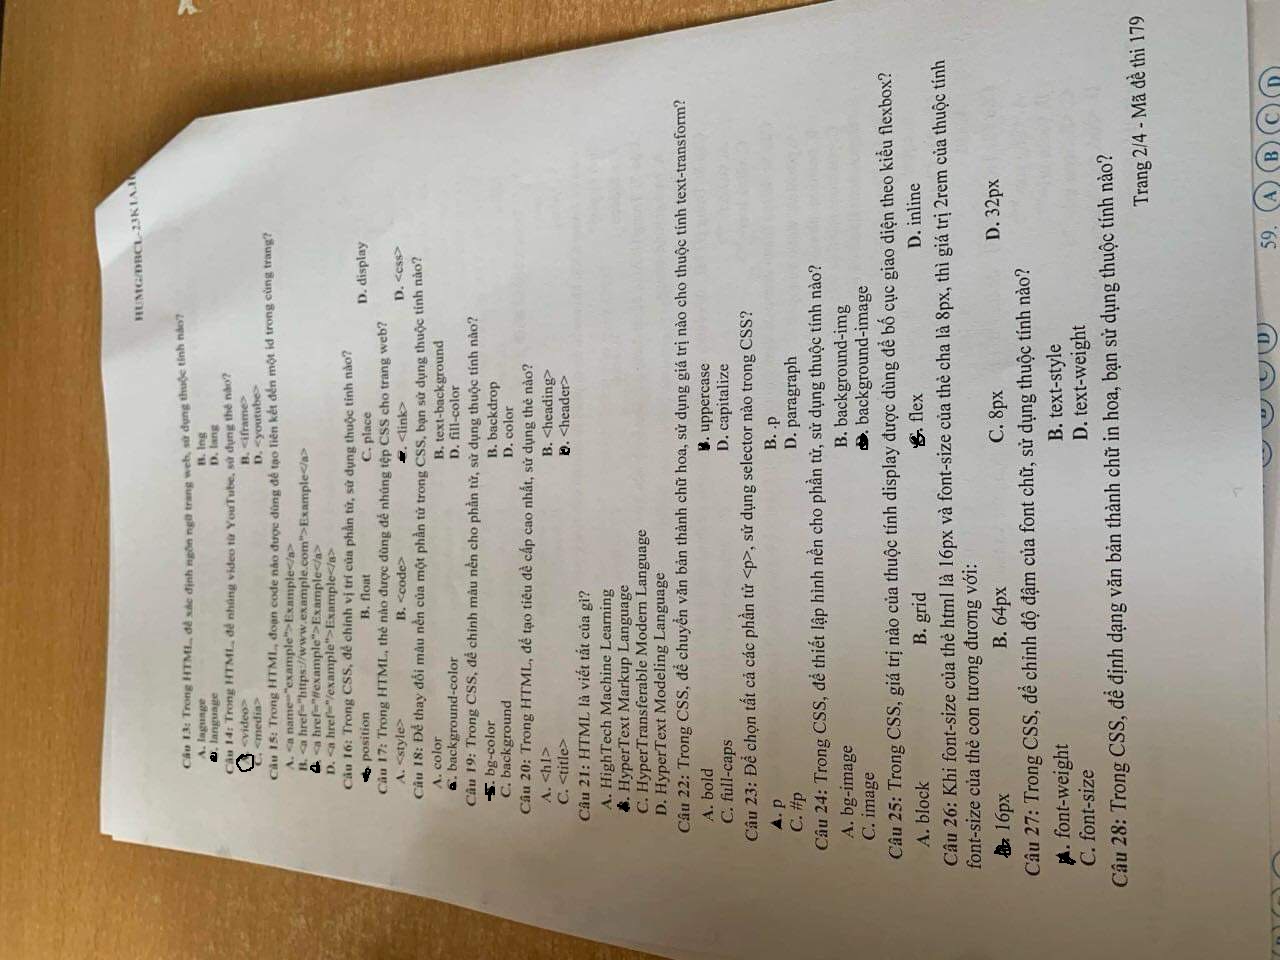 HUMG/ĐBCL-23K1A.
Câu 13: Trong HTML, để xác định ngôn ngữ trang web, sử dụng thuộc tính nào?
A. laguage B. lng
language D. lang
Câu 14: Trong HTML, để nhúng video từ YouTube, sử dụng thẻ nào?
<video> B. <iframe>
C. <media> D. <youtube>
Câu 15: Trong HTML, đoạn code nào được dùng để tạo liên kết đến một id trong cùng trang?
A. <a name="example">Example</a>
B. <a href="https://www.example.com">Example</a>
<a href="#example">Example</a>
D. <a href="/example">Example</a>
Câu 16: Trong CSS, để chỉnh vị trí của phần tử, sử dụng thuộc tính nào?
position B. float C. place D. display
Câu 17: Trong HTML, thẻ nào được dùng để nhúng tệp CSS cho trang web?
A. <style> B. <code> <link> D. <css>
Câu 18: Để thay đổi màu nền của một phần tử trong CSS, bạn sử dụng thuộc tính nào?
A. color B. text-background
background-color D. fill-color
Câu 19: Trong CSS, để chỉnh màu nền cho phần tử, sử dụng thuộc tính nào?
bg-color B. backdrop
C. background D. color
Câu 20: Trong HTML, để tạo tiêu đề cấp cao nhất, sử dụng thẻ nào?
A. <h1> B. <heading>
C. <title> <header>
Câu 21: HTML là viết tắt của gì?
A. HighTech Machine Learning
HyperText Markup Language
C. HyperTransferable Modern Language
D. HyperText Modeling Language
Câu 22: Trong CSS, để chuyển văn bản thành chữ hoa, sử dụng giá trị nào cho thuộc tính text-transform?
A. bold uppercase
C. full-caps D. capitalize
Câu 23: Để chọn tất cả các phần tử <p>, sử dụng selector nào trong CSS?
p B. .p
C. #p D. paragraph
Câu 24: Trong CSS, để thiết lập hình nền cho phần tử, sử dụng thuộc tính nào?
A. bg-image B. background-img
C. image background-image
Câu 25: Trong CSS, giá trị nào của thuộc tính display được dùng để bố cục giao diện theo kiểu flexbox?
A. block B. grid flex D. inline
Câu 26: Khi font-size của thẻ html là 16px và font-size của thẻ cha là 8px, thì giá trị 2rem của thuộc tính
font-size của thẻ con tương đương với:
16px B. 64px C. 8px D. 32px
Câu 27: Trong CSS, để chỉnh độ đậm của font chữ, sử dụng thuộc tính nào?
font-weight B. text-style
C. font-size D. text-weight
Câu 28: Trong CSS, để định dạng văn bản thành chữ in hoa, bạn sử dụng thuộc tính nào?
Trang 2/4 - Mã đề thi 179
59. A B C D